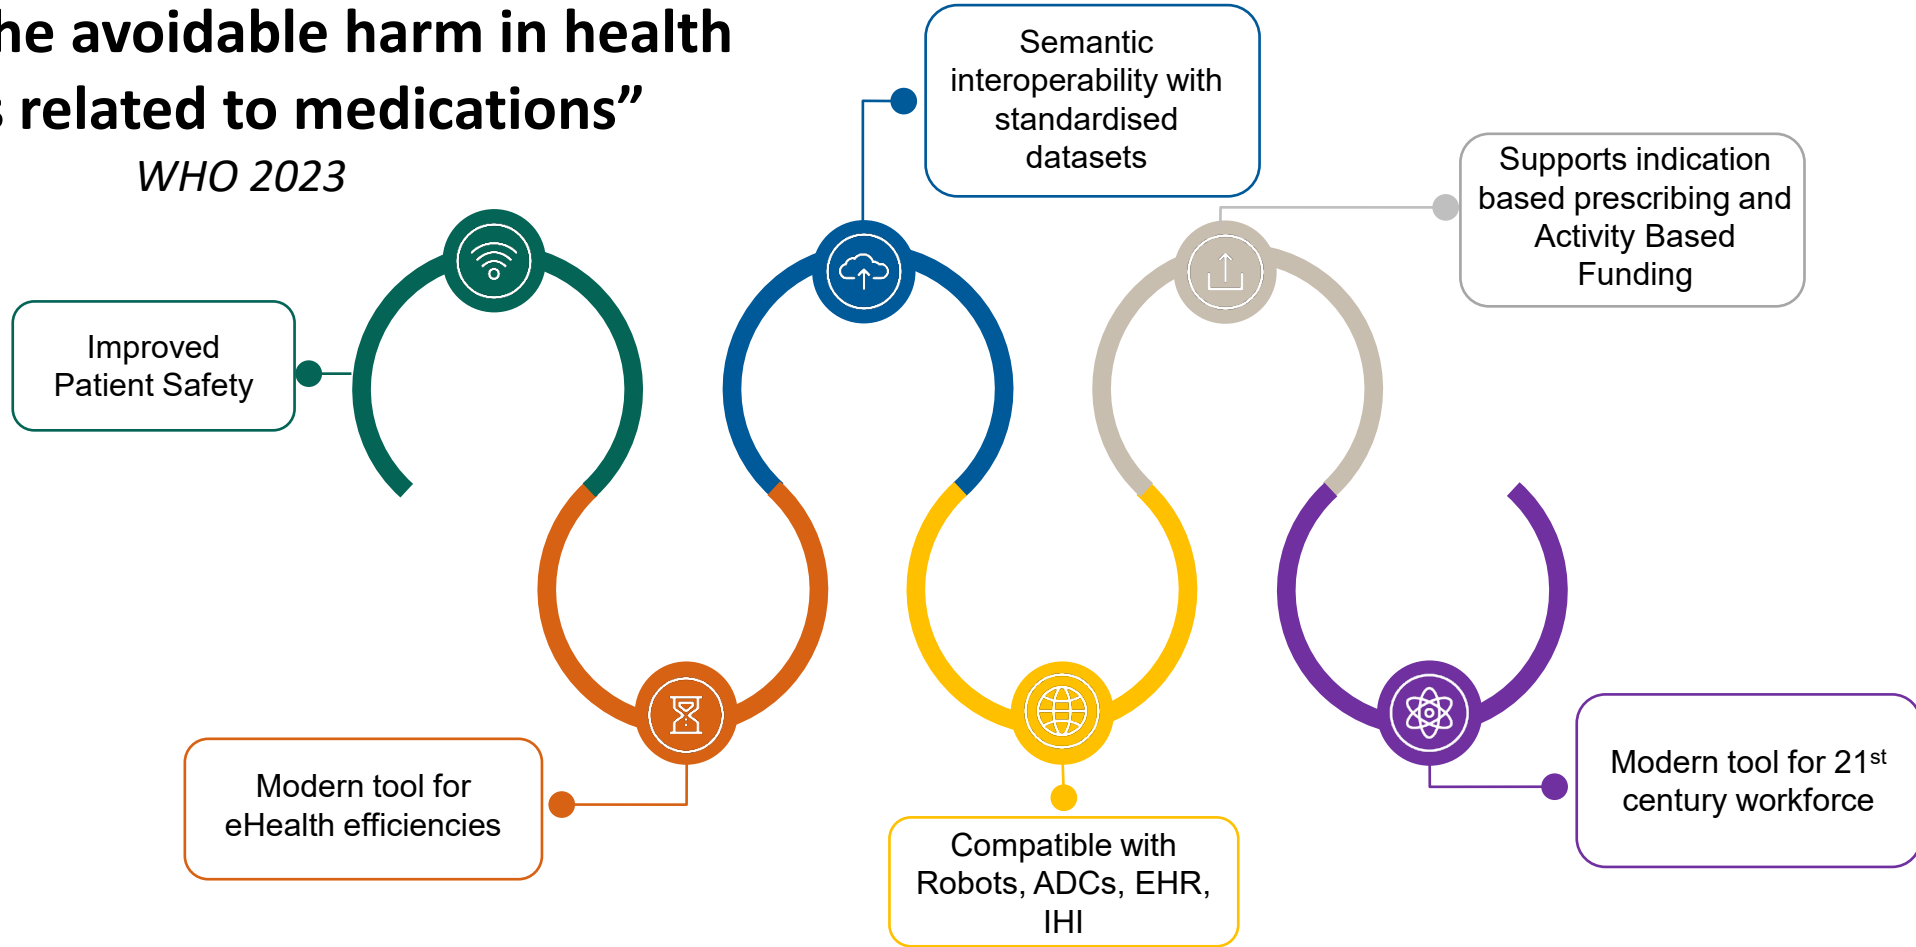 he avoidable harm in health
s related to medications”
WHO 2023
Semantic
interoperability with
standardised
datasets
Supports indication
based prescribing and
Activity Based
Funding
Improved
Patient Safety
Modern tool for
eHealth efficiencies
Compatible with
Robots, ADCs, EHR,
IHI
Modern tool for 21st
century workforce